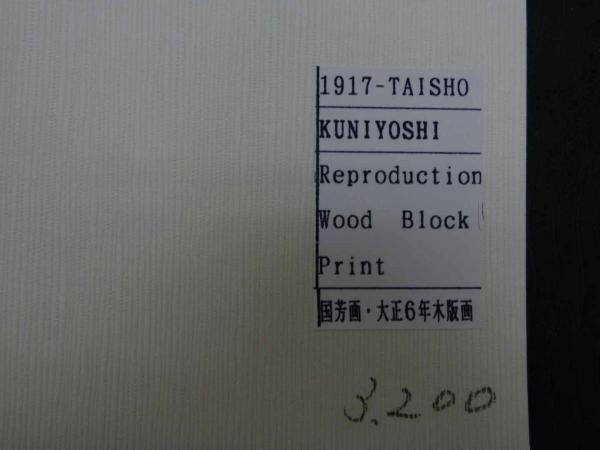 1917-TAISHO
KUNIYOSHI
Reproduction
Wood Block
Print
国芳画・大正6年木版画
3.200